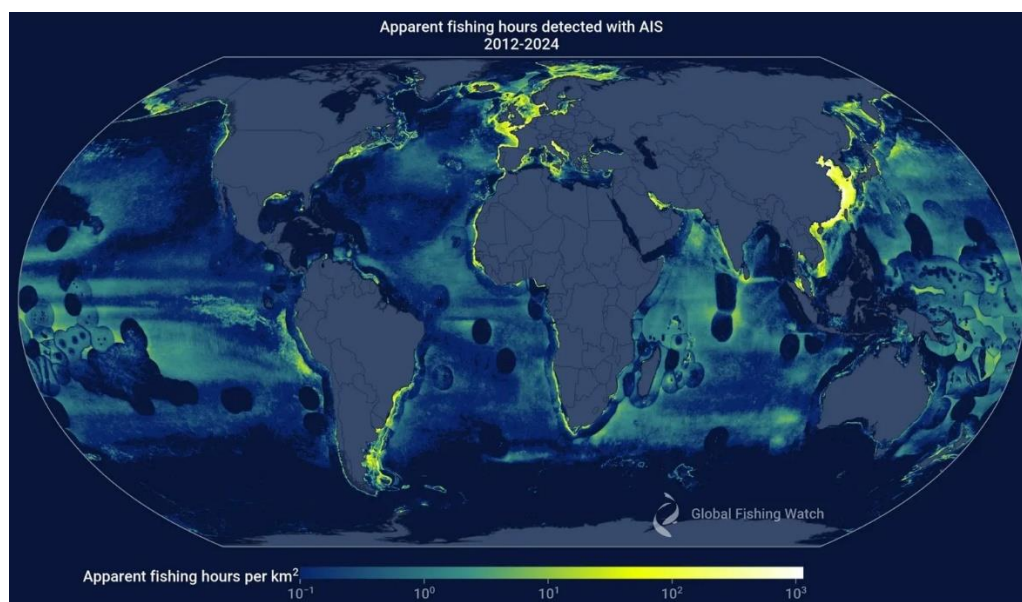 Apparent fishing hours detected with AIS
2012-2024
Global Fishing Watch
Apparent fishing hours per km²
10⁻¹ 10⁰ 10¹ 10² 10³